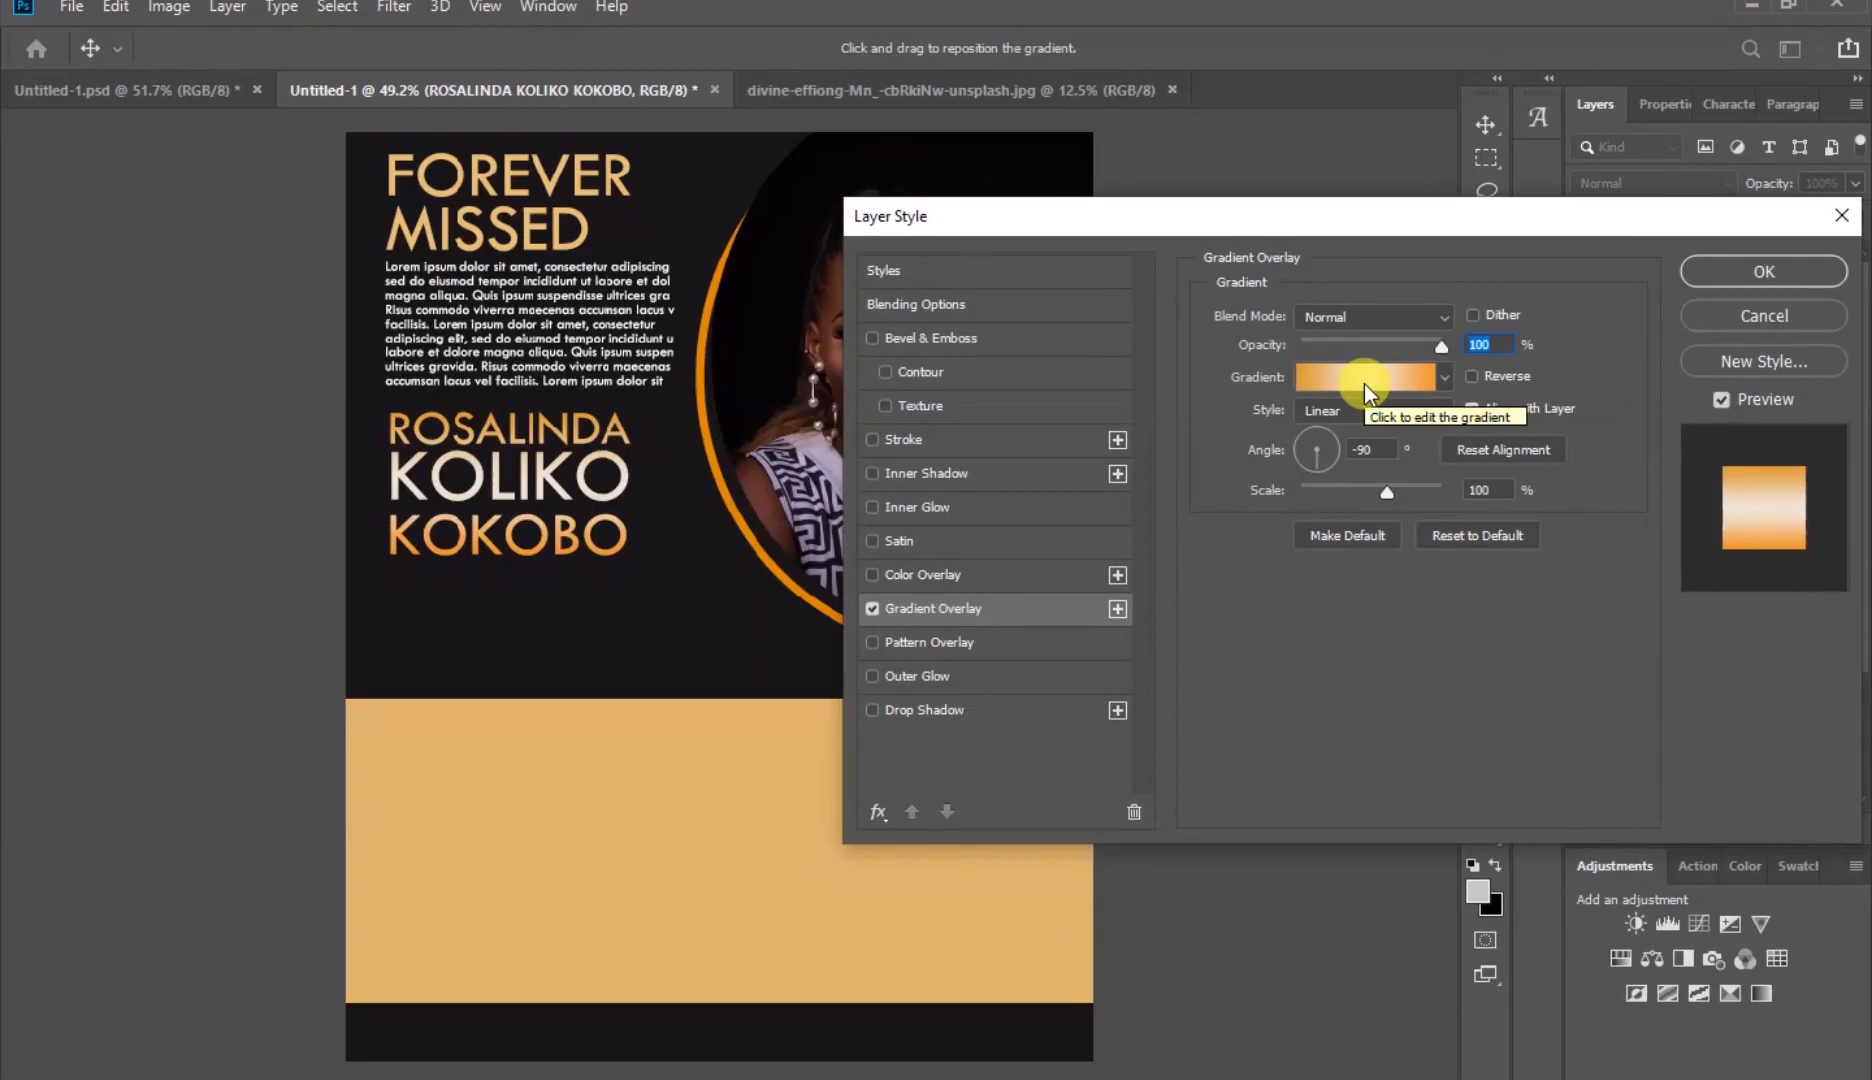 Ps File Edit Image Layer Type Select Filter 3D View Window Help
Click and drag to reposition the gradient.
Untitled-1.psd @ 51.7% (RGB/8) *
Untitled-1 @ 49.2% (ROSALINDA KOLIKO KOKOBO, RGB/8) *
divine-effiong-Mn_-cbRkiNw-unsplash.jpg @ 12.5% (RGB/8)
Layers Properti Characte Paragrap
Kind
Normal Opacity: 100%
FOREVER
MISSED
Lorem ipsum dolor sit amet, consectetur adipiscing
sed do eiusmod tempor incididunt ut labore et dol
magna aliqua. Quis ipsum suspendisse ultrices gra
Risus commodo viverra maecenas accumsan lacus v
facilisis. Lorem ipsum dolor sit amet, consectetur
adipiscing elit, sed do eiusmod tempor incididunt u
labore et dolore magna aliqua. Quis ipsum suspen
ultrices gravida. Risus commodo viverra maecenas
accumsan lacus vel facilisis. Lorem ipsum dolor sit
ROSALINDA
KOLIKO
KOKOBO
Layer Style
Styles
Blending Options
Bevel & Emboss
Contour
Texture
Stroke
Inner Shadow
Inner Glow
Satin
Color Overlay
Gradient Overlay
Pattern Overlay
Outer Glow
Drop Shadow
fx
Gradient Overlay
Gradient
Blend Mode: Normal Dither
Opacity: 100 %
Gradient: Reverse
Style: Linear with Layer
Click to edit the gradient
Angle: -90 ° Reset Alignment
Scale: 100 %
Make Default Reset to Default
OK
Cancel
New Style...
Preview
Adjustments Action Color Swatcl
Add an adjustment